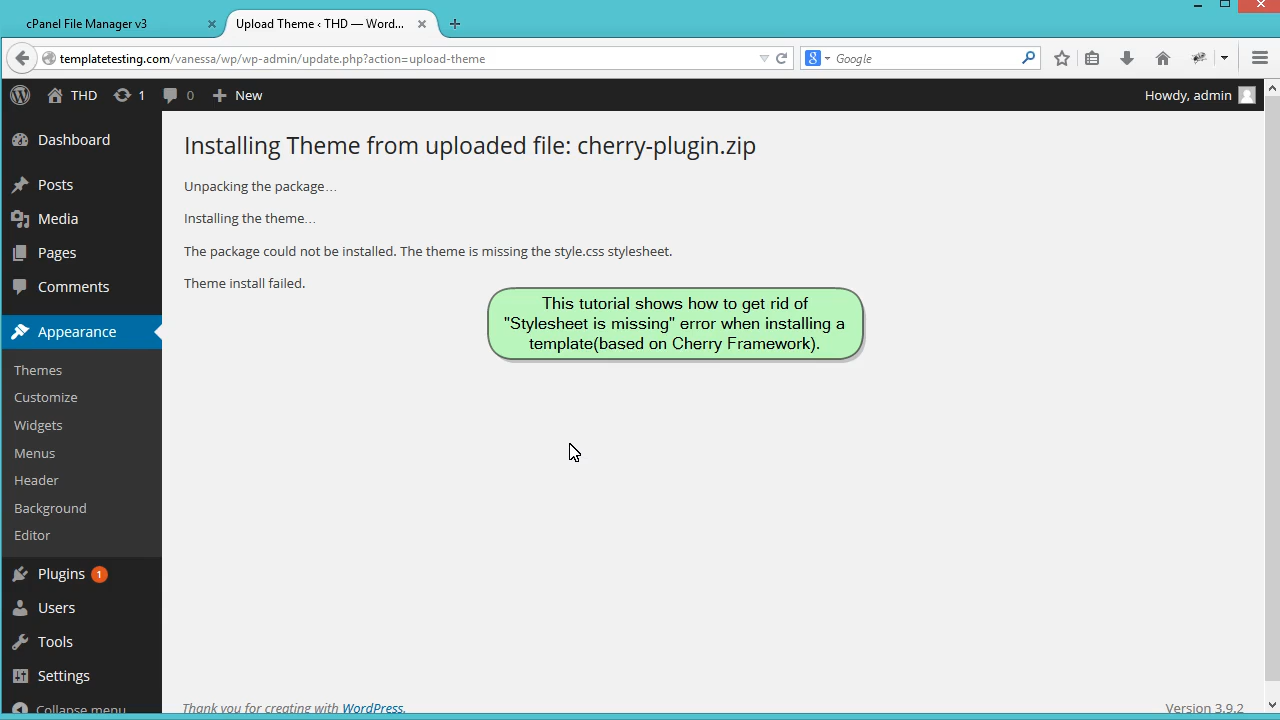 cPanel File Manager v3
Upload Theme ‹ THD — Word...
templatetesting.com/vanessa/wp/wp-admin/update.php?action=upload-theme
Google
THD
1
0
New
Howdy, admin
Dashboard
Posts
Media
Pages
Comments
Appearance
Themes
Customize
Widgets
Menus
Header
Background
Editor
Plugins 1
Users
Tools
Settings
Collapse menu
Installing Theme from uploaded file: cherry-plugin.zip
Unpacking the package…
Installing the theme…
The package could not be installed. The theme is missing the style.css stylesheet.
Theme install failed.
This tutorial shows how to get rid of
"Stylesheet is missing" error when installing a
template(based on Cherry Framework).
Thank you for creating with WordPress.
Version 3.9.2